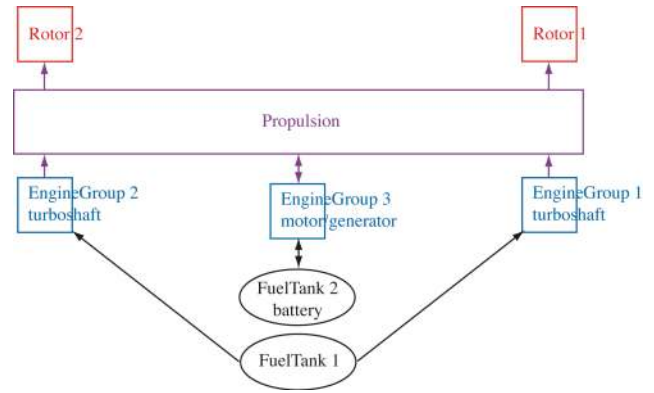 Rotor 2
Rotor 1
Propulsion
EngineGroup 2
turboshaft
EngineGroup 3
motor/generator
EngineGroup 1
turboshaft
FuelTank 2
battery
FuelTank 1